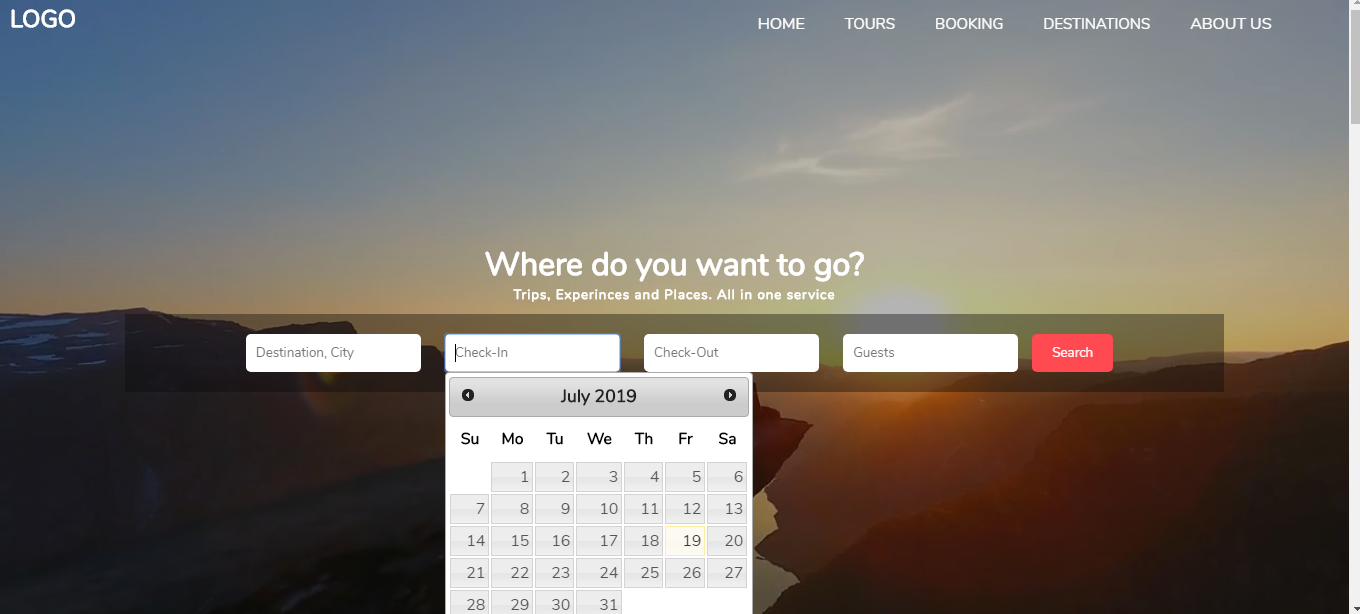 LOGO HOME TOURS BOOKING DESTINATIONS ABOUT US
Where do you want to go?
Trips, Experinces and Places. All in one service
Destination, City Check-In Check-Out Guests Search
July 2019
Su Mo Tu We Th Fr Sa
1 2 3 4 5 6
7 8 9 10 11 12 13
14 15 16 17 18 19 20
21 22 23 24 25 26 27
28 29 30 31